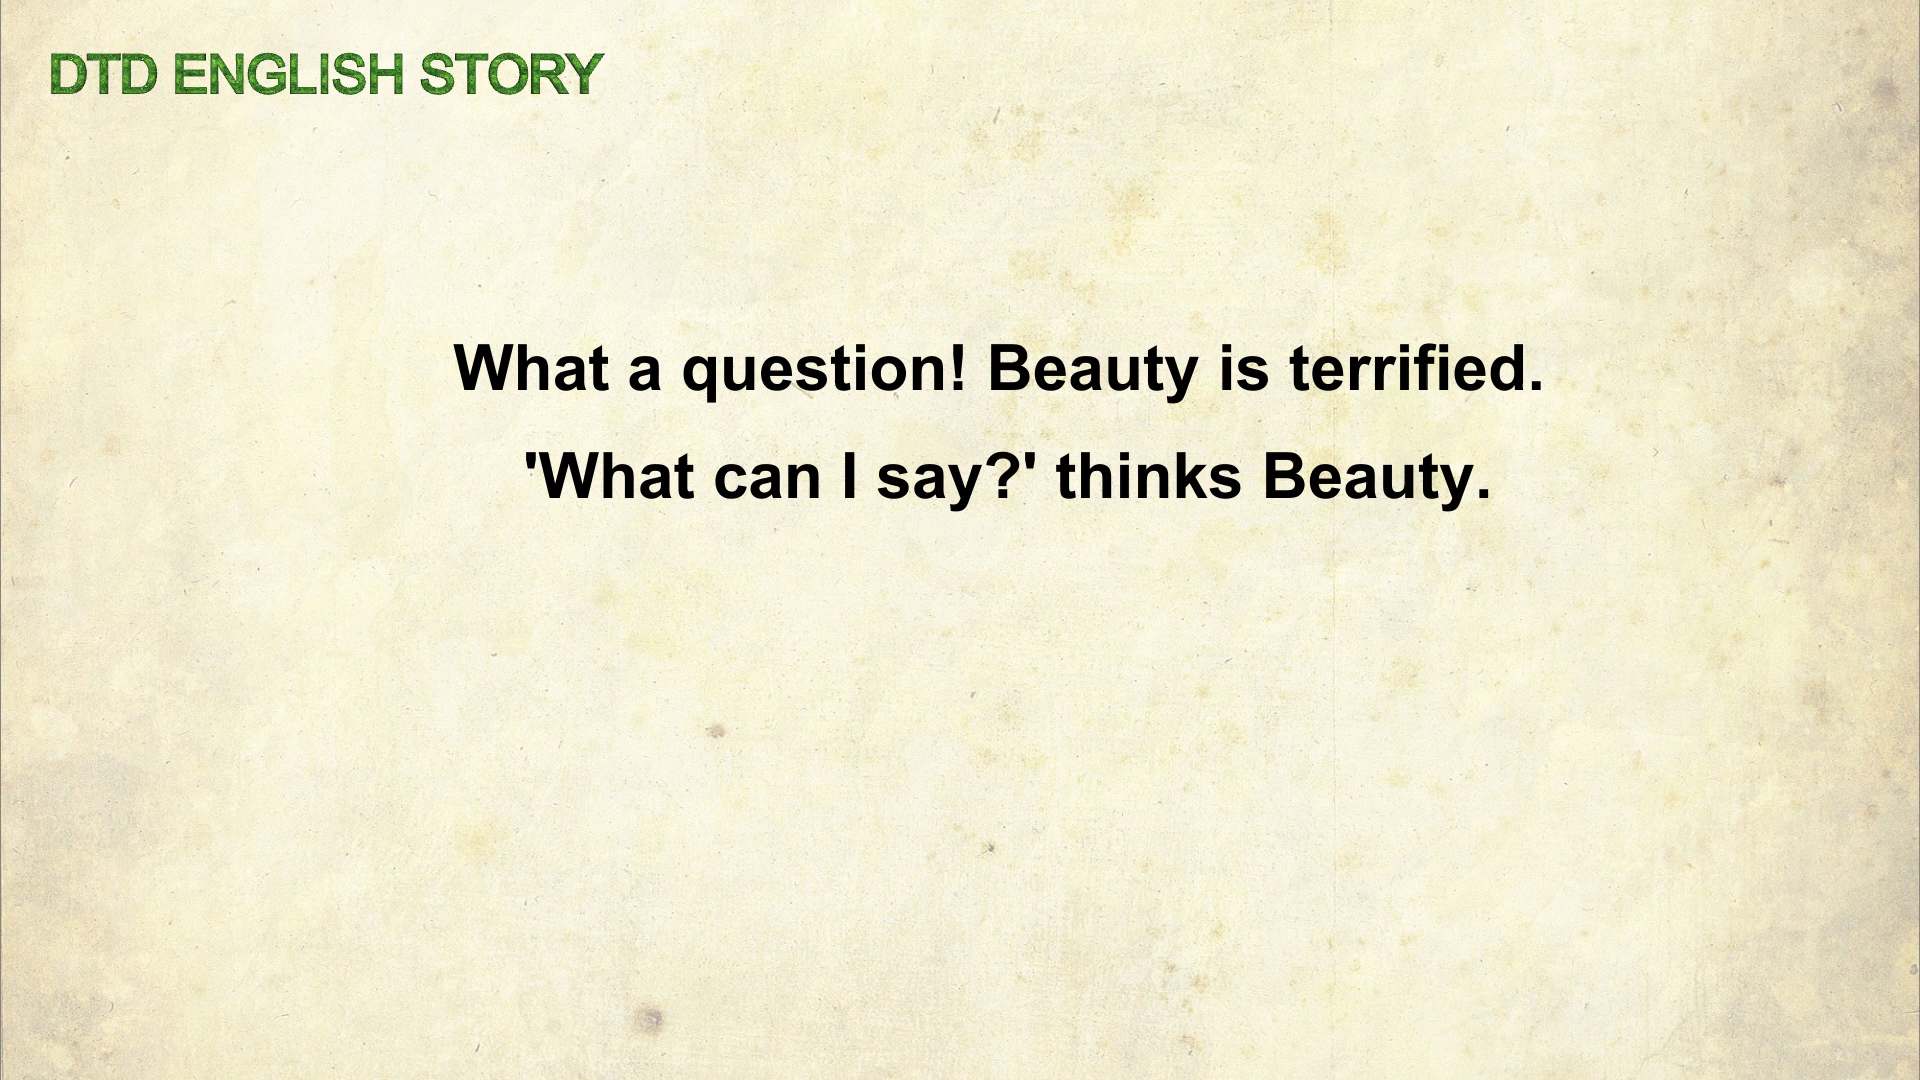 DTD ENGLISH STORY
What a question! Beauty is terrified.
'What can I say?' thinks Beauty.